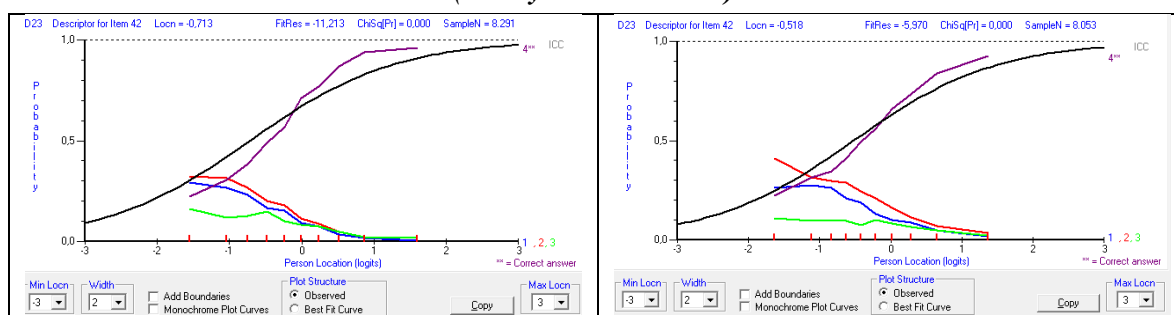 D23 Descriptor for Item 42 Locn = -0,713 FitRes = -11,213 ChiSq[Pr] = 0,000 SampleN = 8.291
1,0
4**
ICC
Probability
0,5
0,0
-3 -2 -1 0 1 2 3
1 , 2, 3
Person Location (logits)
** = Correct answer
Min Locn
-3
Width
2
Add Boundaries
Monochrome Plot Curves
Plot Structure
Observed
Best Fit Curve
Copy
Max Locn
3
D23 Descriptor for Item 42 Locn = -0,518 FitRes = -5,970 ChiSq[Pr] = 0,000 SampleN = 8.053
1,0
4**
ICC
Probability
0,5
0,0
-3 -2 -1 0 1 2 3
1 , 2, 3
Person Location (logits)
** = Correct answer
Min Locn
-3
Width
2
Add Boundaries
Monochrome Plot Curves
Plot Structure
Observed
Best Fit Curve
Copy
Max Locn
3